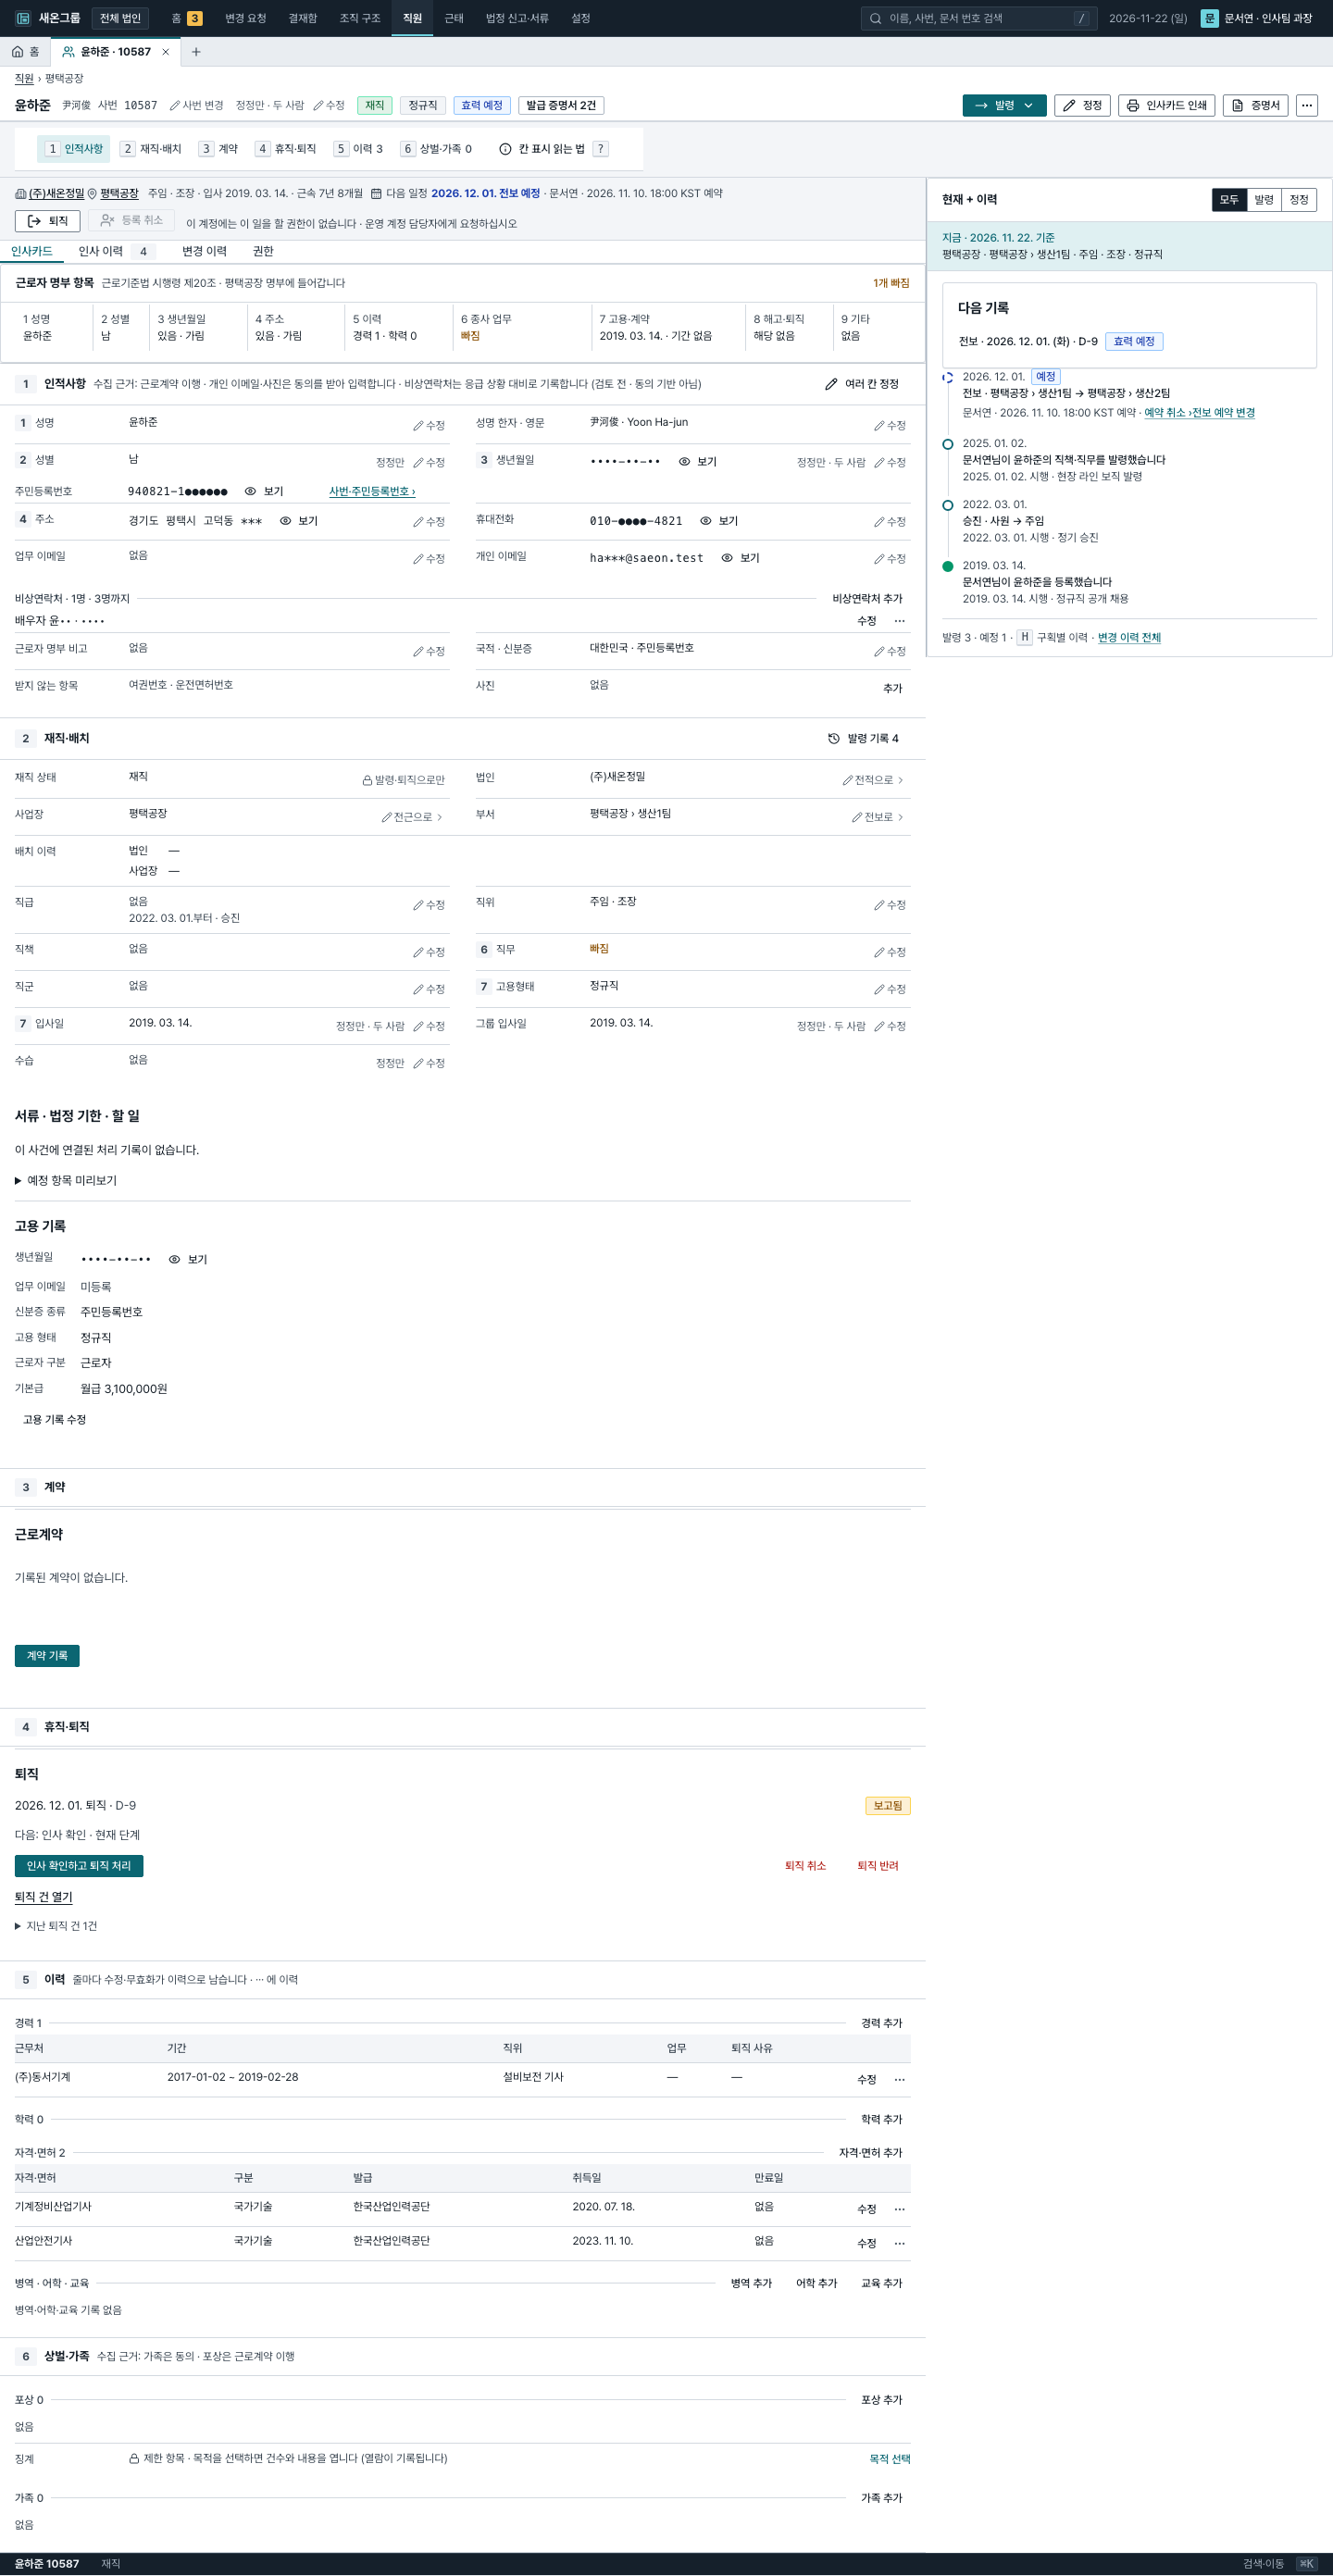 새온그룹 전체 법인 홈 3 변경 요청 결재함 조직 구조 직원 근태 법정 신고·서류 설정 이름, 사번, 문서 번호 검색 / 2026-11-22 (일) 문 문서연 · 인사팀 과장
홈 윤하준 · 10587 × +
직원 › 평택공장
윤하준 尹河俊 사번 10587 사번 변경 정정만 · 두 사람 수정 재직 정규직 효력 예정 발급 증명서 2건 발령 정정 인사카드 인쇄 증명서 ···
1 인적사항 2 재직·배치 3 계약 4 휴직·퇴직 5 이력 3 6 상벌·가족 0 칸 표시 읽는 법 ?
(주)새온정밀 평택공장 주임 · 조장 · 입사 2019. 03. 14. · 근속 7년 8개월 다음 일정 2026. 12. 01. 전보 예정 · 문서연 · 2026. 11. 10. 18:00 KST 예약
퇴직 등록 취소 이 계정에는 이 일을 할 권한이 없습니다 · 운영 계정 담당자에게 요청하십시오
인사카드 인사 이력 4 변경 이력 권한
근로자 명부 항목 근로기준법 시행령 제20조 · 평택공장 명부에 들어갑니다 1개 빠짐
1 성명 2 성별 3 생년월일 4 주소 5 이력 6 종사 업무 7 고용·계약 8 해고·퇴직 9 기타
윤하준 남 있음 · 가림 있음 · 가림 경력 1 · 학력 0 빠짐 2019. 03. 14. · 기간 없음 해당 없음 없음
1 인적사항 수집 근거: 근로계약 이행 · 개인 이메일·사진은 동의를 받아 입력합니다 · 비상연락처는 응급 상황 대비로 기록합니다 (검토 전 · 동의 기반 아님) 여러 칸 정정
1 성명 윤하준 수정 성명 한자 · 영문 尹河俊 · Yoon Ha-jun 수정
2 성별 남 정정만 수정 3 생년월일 ••••-••-•• 보기 정정만 · 두 사람 수정
주민등록번호 940821-1●●●●●● 보기 사번·주민등록번호 ›
4 주소 경기도 평택시 고덕동 *** 보기 수정 휴대전화 010-●●●●-4821 보기 수정
업무 이메일 없음 수정 개인 이메일 ha***@saeon.test 보기 수정
비상연락처 · 1명 · 3명까지 비상연락처 추가
배우자 윤•• · •••• 수정 ···
근로자 명부 비고 없음 수정 국적 · 신분증 대한민국 · 주민등록번호 수정
받지 않는 항목 여권번호 · 운전면허번호 사진 없음 추가
2 재직·배치 발령 기록 4
재직 상태 재직 발령·퇴직으로만 법인 (주)새온정밀 전적으로 ›
사업장 평택공장 전근으로 › 부서 평택공장 › 생산1팀 전보로 ›
배치 이력 법인 —
사업장 —
직급 없음 수정 직위 주임 · 조장 수정
2022. 03. 01.부터 · 승진
직책 없음 수정 6 직무 빠짐 수정
직군 없음 수정 7 고용형태 정규직 수정
7 입사일 2019. 03. 14. 정정만 · 두 사람 수정 그룹 입사일 2019. 03. 14. 정정만 · 두 사람 수정
수습 없음 정정만 수정
서류 · 법정 기한 · 할 일
이 사건에 연결된 처리 기록이 없습니다.
▶ 예정 항목 미리보기
고용 기록
생년월일 ••••-••-•• 보기
업무 이메일 미등록
신분증 종류 주민등록번호
고용 형태 정규직
근로자 구분 근로자
기본급 월급 3,100,000원
고용 기록 수정
3 계약
근로계약
기록된 계약이 없습니다.
계약 기록
4 휴직·퇴직
퇴직
2026. 12. 01. 퇴직 · D-9 보고됨
다음: 인사 확인 · 현재 단계
인사 확인하고 퇴직 처리 퇴직 취소 퇴직 반려
퇴직 건 열기
▶ 지난 퇴직 건 1건
5 이력 줄마다 수정·무효화가 이력으로 남습니다 · ··· 에 이력
경력 1 경력 추가
근무처 기간 직위 업무 퇴직 사유
(주)동서기계 2017-01-02 ~ 2019-02-28 설비보전 기사 — — 수정 ···
학력 0 학력 추가
자격·면허 2 자격·면허 추가
자격·면허 구분 발급 취득일 만료일
기계정비산업기사 국가기술 한국산업인력공단 2020. 07. 18. 없음 수정 ···
산업안전기사 국가기술 한국산업인력공단 2023. 11. 10. 없음 수정 ···
병역 · 어학 · 교육 병역 추가 어학 추가 교육 추가
병역·어학·교육 기록 없음
6 상벌·가족 수집 근거: 가족은 동의 · 포상은 근로계약 이행
포상 0 포상 추가
없음
징계 제한 항목 · 목적을 선택하면 건수와 내용을 엽니다 (열람이 기록됩니다) 목적 선택
가족 0 가족 추가
없음
현재 + 이력 모두 발령 정정
지금 · 2026. 11. 22. 기준
평택공장 · 평택공장 › 생산1팀 · 주임 · 조장 · 정규직
다음 기록
전보 · 2026. 12. 01. (화) · D-9 효력 예정
2026. 12. 01. 예정
전보 · 평택공장 › 생산1팀 → 평택공장 › 생산2팀
문서연 · 2026. 11. 10. 18:00 KST 예약 · 예약 취소 ›전보 예약 변경
2025. 01. 02.
문서연님이 윤하준의 직책·직무를 발령했습니다
2025. 01. 02. 시행 · 현장 라인 보직 발령
2022. 03. 01.
승진 · 사원 → 주임
2022. 03. 01. 시행 · 정기 승진
2019. 03. 14.
문서연님이 윤하준을 등록했습니다
2019. 03. 14. 시행 · 정규직 공개 채용
발령 3 · 예정 1 · H 구획별 이력 · 변경 이력 전체
윤하준 10587 재직 검색·이동 ⌘K